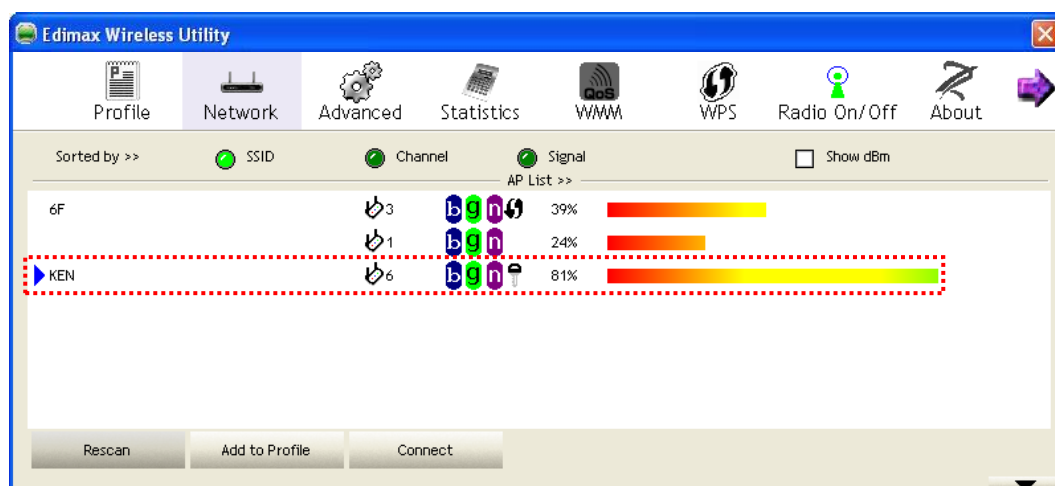 Edimax Wireless Utility
Profile Network Advanced Statistics QoS WMM WPS Radio On/Off About
Sorted by >> SSID Channel Signal Show dBm
AP List >>
6F 3 b g n 39%
1 b g n 24%
KEN 6 b g n 81%
Rescan Add to Profile Connect